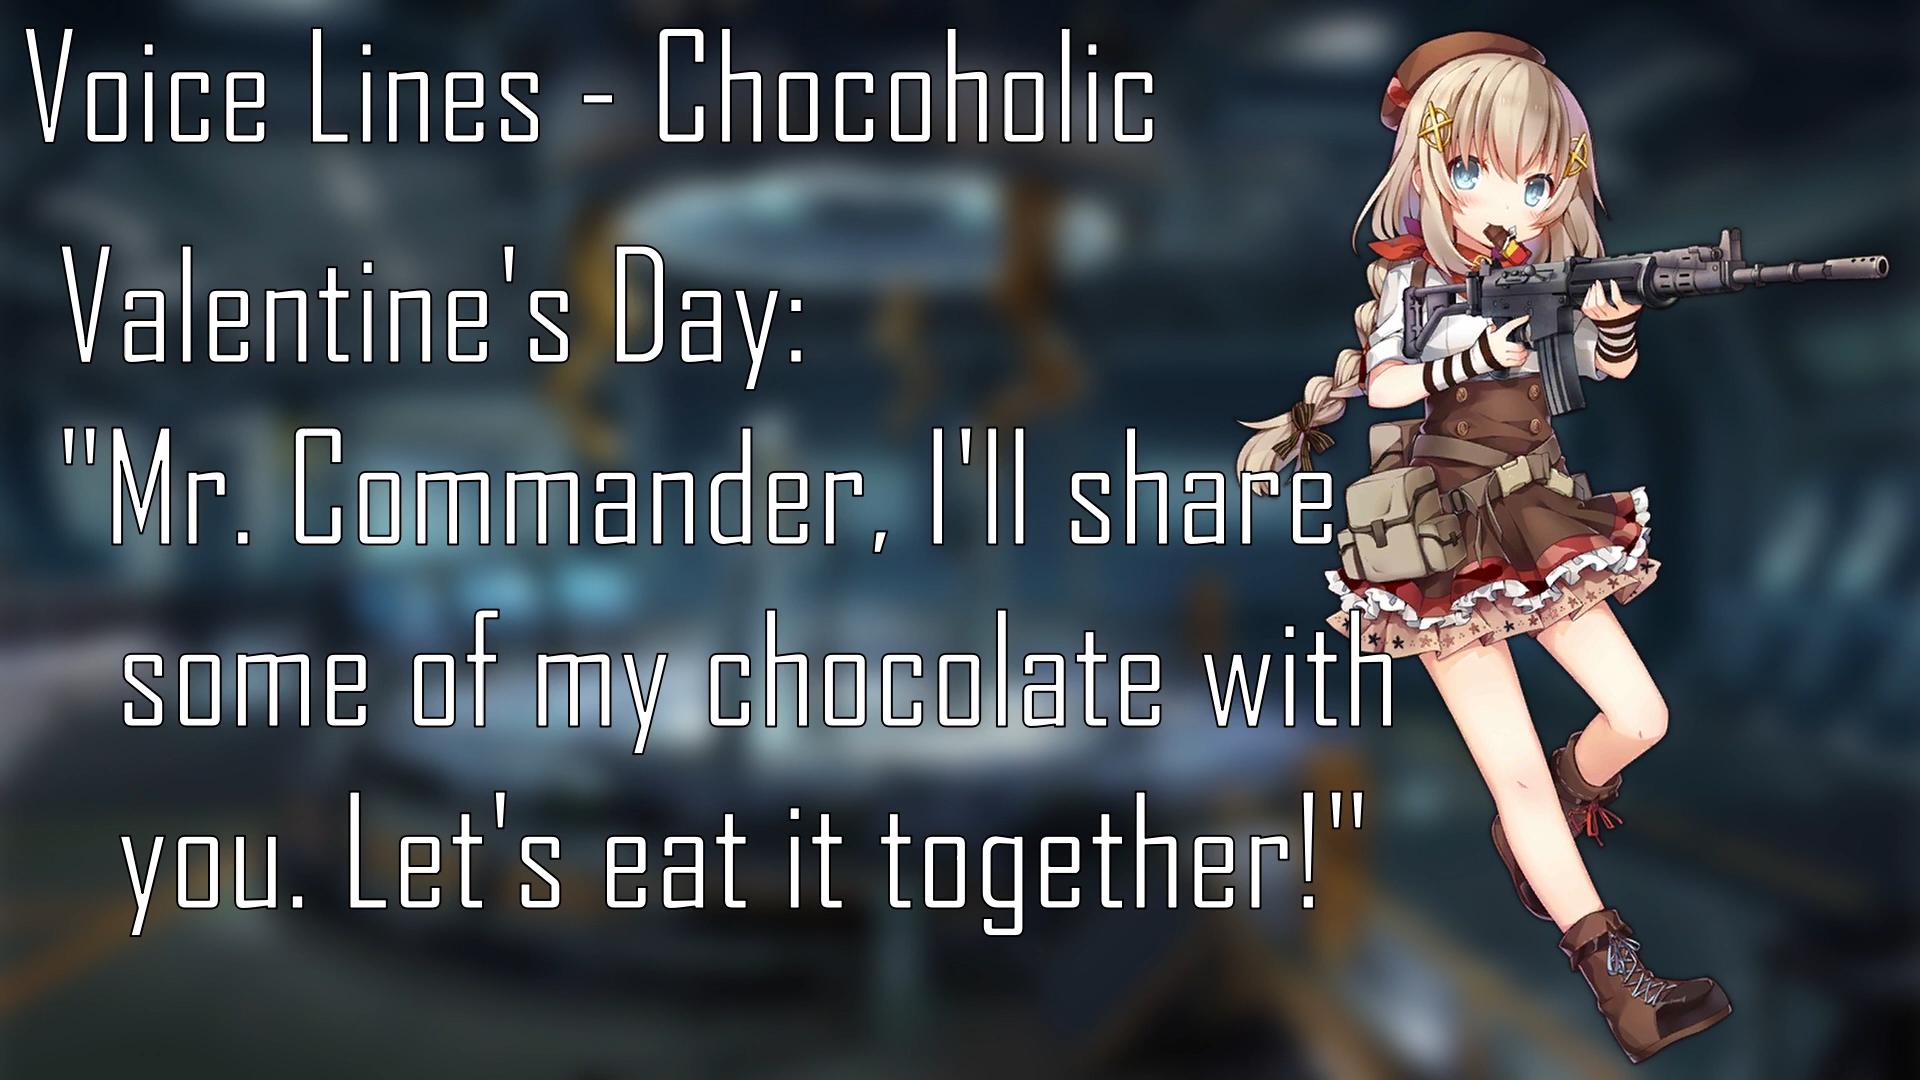 Voice Lines - Chocoholic
Valentine's Day:
"Mr. Commander, I'll share
some of my chocolate with
you. Let's eat it together!"